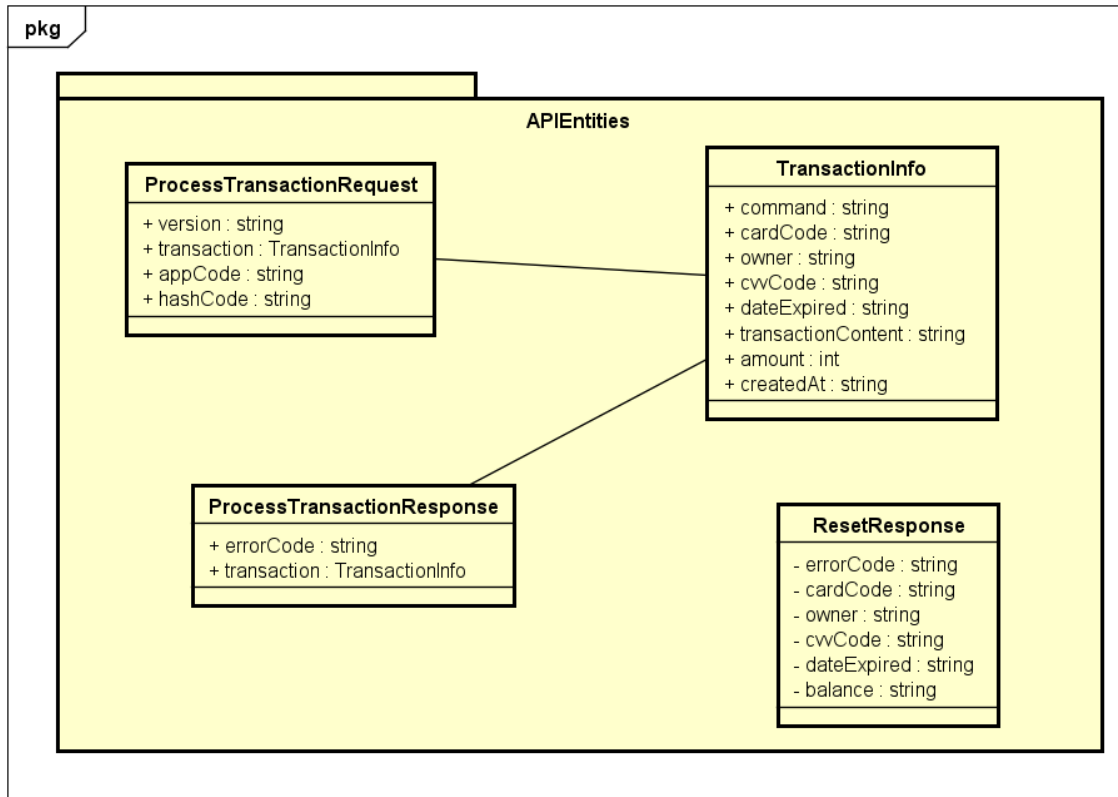 pkg
APIEntities
ProcessTransactionRequest
+ version : string
+ transaction : TransactionInfo
+ appCode : string
+ hashCode : string
TransactionInfo
+ command : string
+ cardCode : string
+ owner : string
+ cvvCode : string
+ dateExpired : string
+ transactionContent : string
+ amount : int
+ createdAt : string
ProcessTransactionResponse
+ errorCode : string
+ transaction : TransactionInfo
ResetResponse
- errorCode : string
- cardCode : string
- owner : string
- cvvCode : string
- dateExpired : string
- balance : string